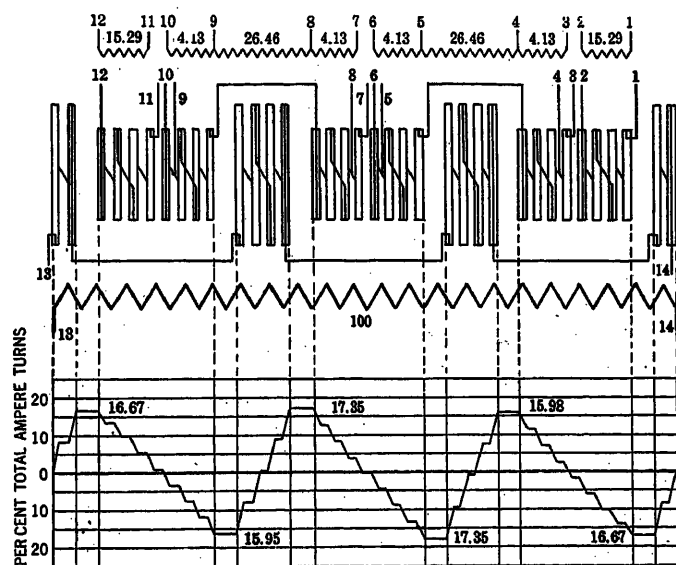 12 11 10 9 8 7 6 5 4 3 2 1
15.29 4.13 26.46 4.13 4.13 26.46 4.13 15.29
12 10 8 6 4 3 2 1
11 9 7 5
13 14
13 100 14
PER CENT TOTAL AMPERE TURNS
20 16.67 17.35 15.98
10
0
10
15.95 17.35 16.67
20